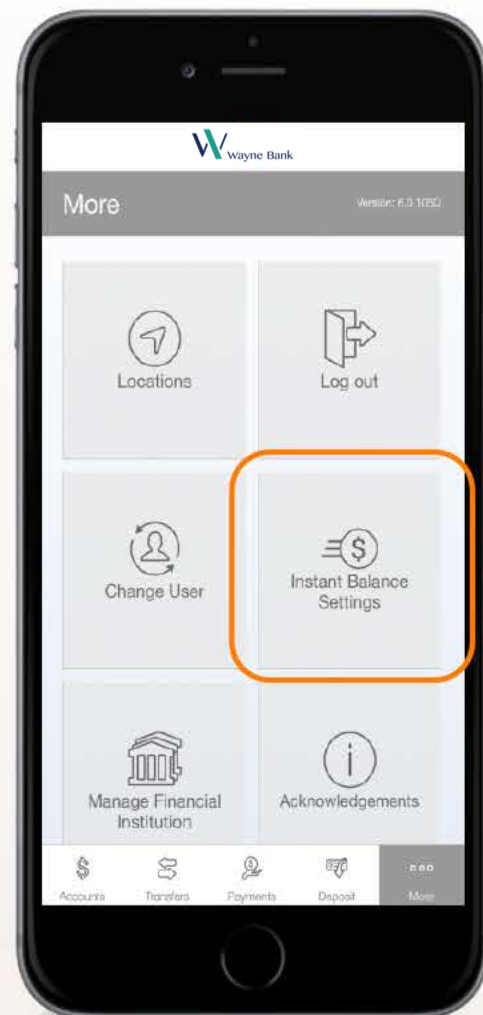 Wayne Bank
More
Version: 6.0.1050
Locations
Log out
Change User
$
Instant Balance
Settings
Manage Financial
Institution
i
Acknowledgements
Accounts
Transfers
Payments
Deposit
More